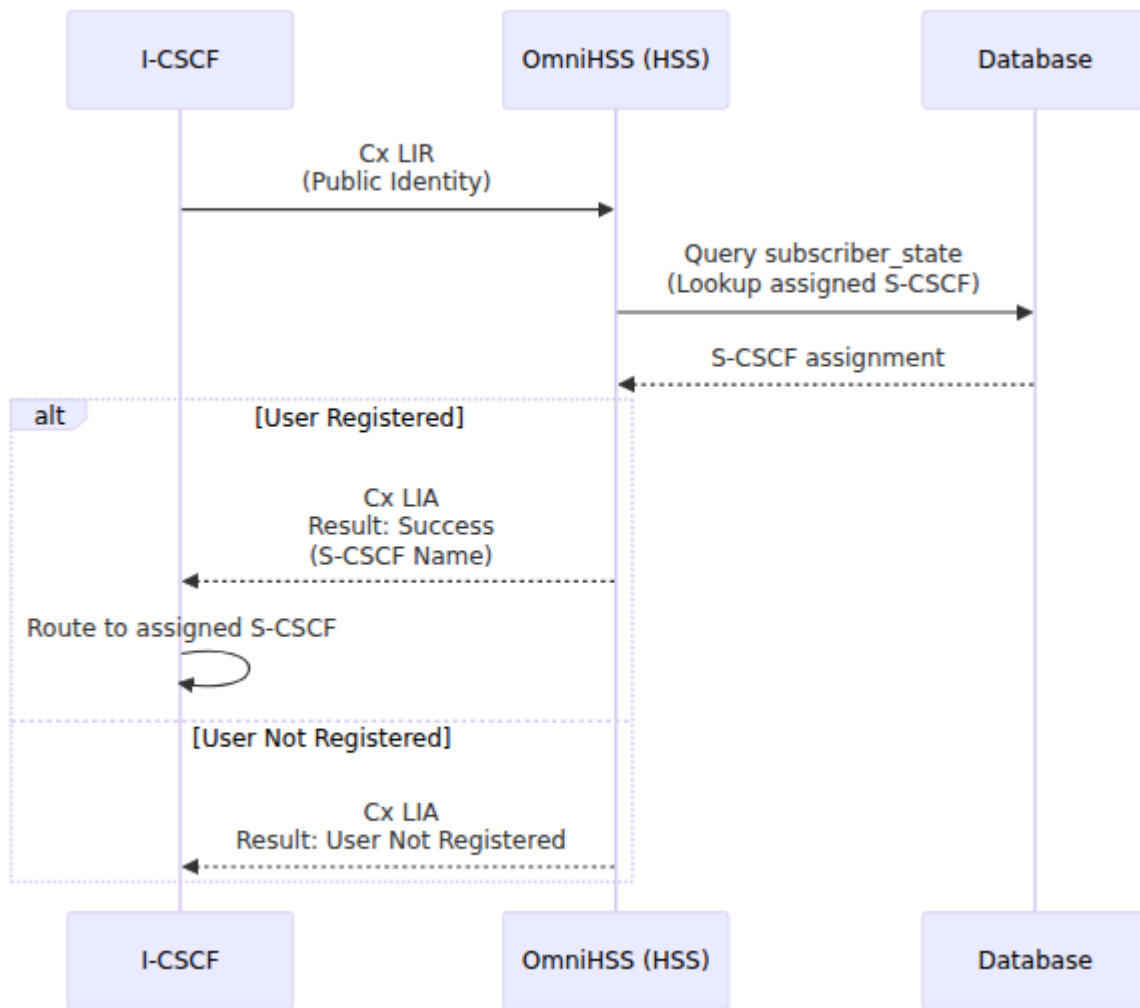 I-CSCF
OmniHSS (HSS)
Database
Cx LIR
(Public Identity)
Query subscriber_state
(Lookup assigned S-CSCF)
S-CSCF assignment
alt
[User Registered]
Cx LIA
Result: Success
(S-CSCF Name)
Route to assigned S-CSCF
[User Not Registered]
Cx LIA
Result: User Not Registered
I-CSCF
OmniHSS (HSS)
Database